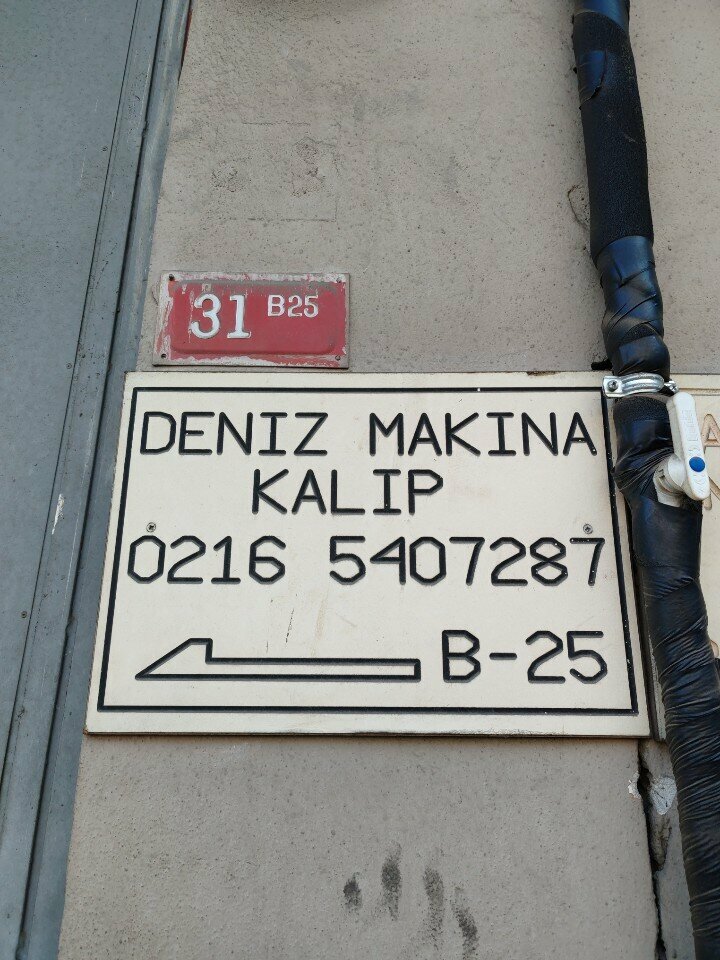 31 B25
DENIZ MAKINA
KALIP
0216 5407287
B-25